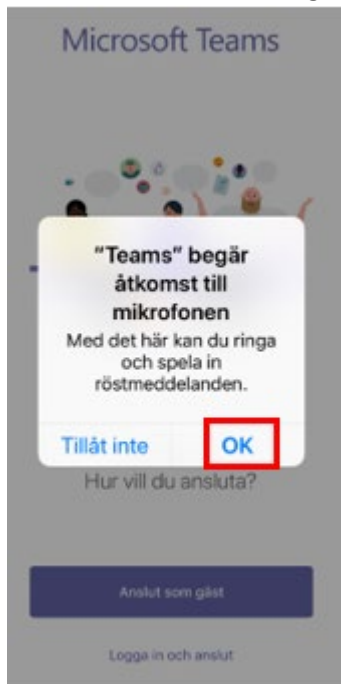 Microsoft Teams
"Teams" begär
åtkomst till
mikrofonen
Med det här kan du ringa
och spela in
röstmeddelanden.
Tillåt inte
OK
Hur vill du ansluta?
Anslut som gäst
Logga in och anslut